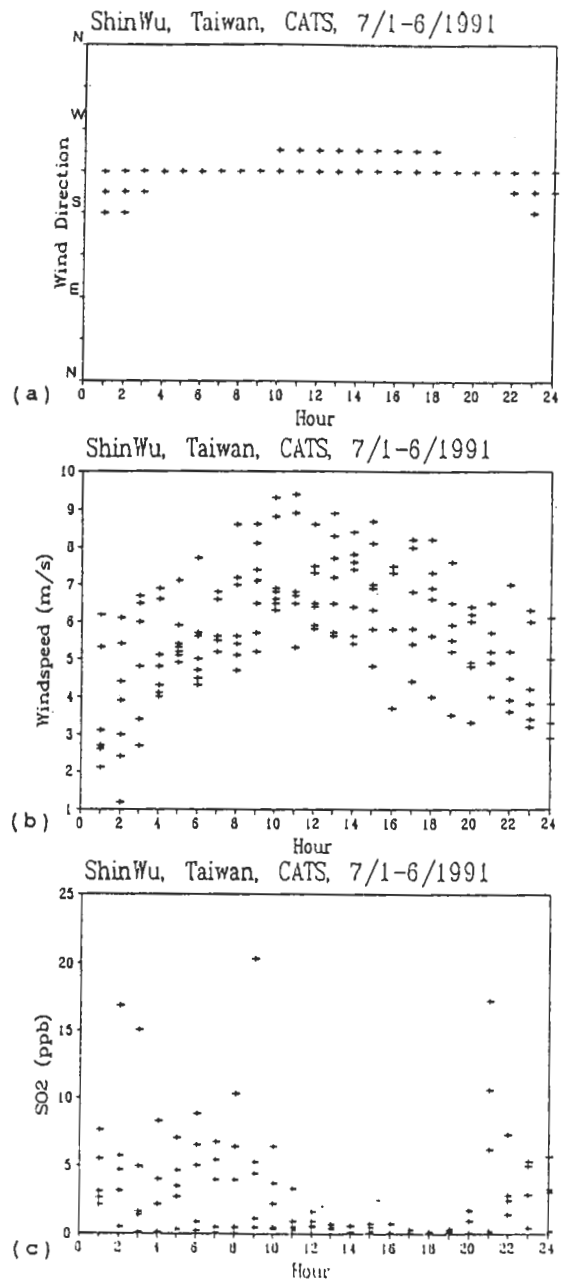 ShinWu, Taiwan, CATS, 7/1-6/1991
N
W
S
E
N
Wind Direction
0 2 4 6 8 10 12 14 16 18 20 22 24
Hour
(a)
ShinWu, Taiwan, CATS, 7/1-6/1991
10
9
8
7
6
5
4
3
2
1
Windspeed (m/s)
0 2 4 6 8 10 12 14 16 18 20 22 24
Hour
(b)
ShinWu, Taiwan, CATS, 7/1-6/1991
25
20
15
10
5
0
SO2 (ppb)
0 2 4 6 8 10 12 14 16 18 20 22 24
Hour
(c)